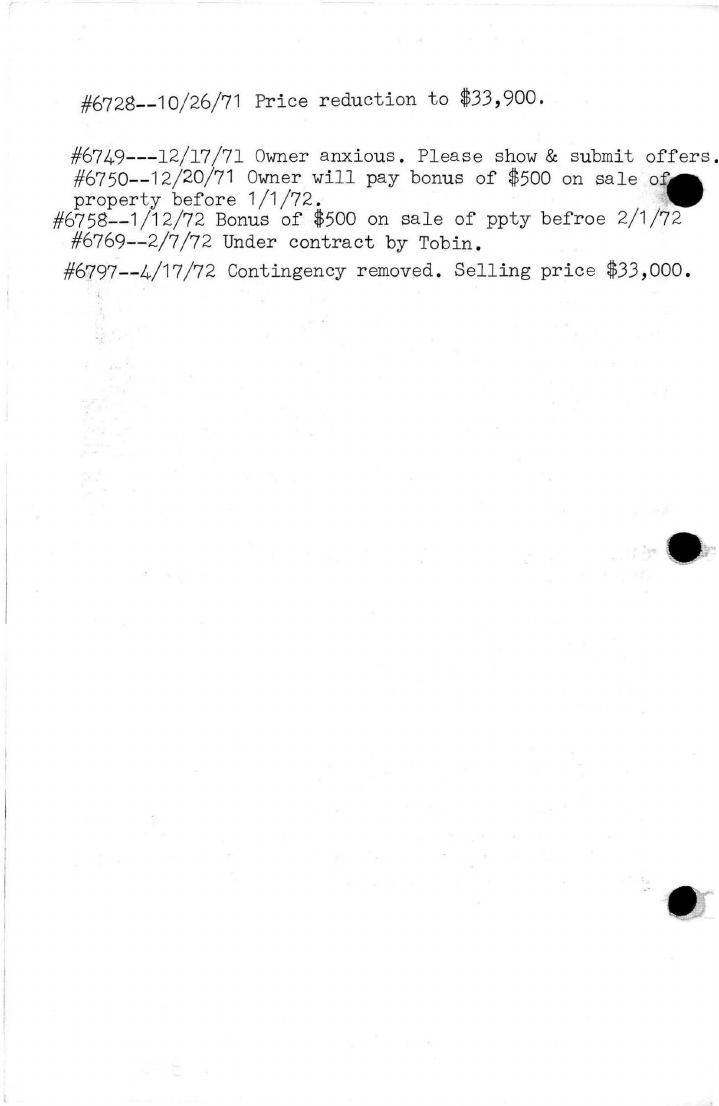 #6728--10/26/71 Price reduction to $33,900.
#6749---12/17/71 Owner anxious. Please show & submit offers.
#6750--12/20/71 Owner will pay bonus of $500 on sale of
property before 1/1/72.
#6758--1/12/72 Bonus of $500 on sale of ppty befroe 2/1/72
#6769--2/7/72 Under contract by Tobin.
#6797--4/17/72 Contingency removed. Selling price $33,000.